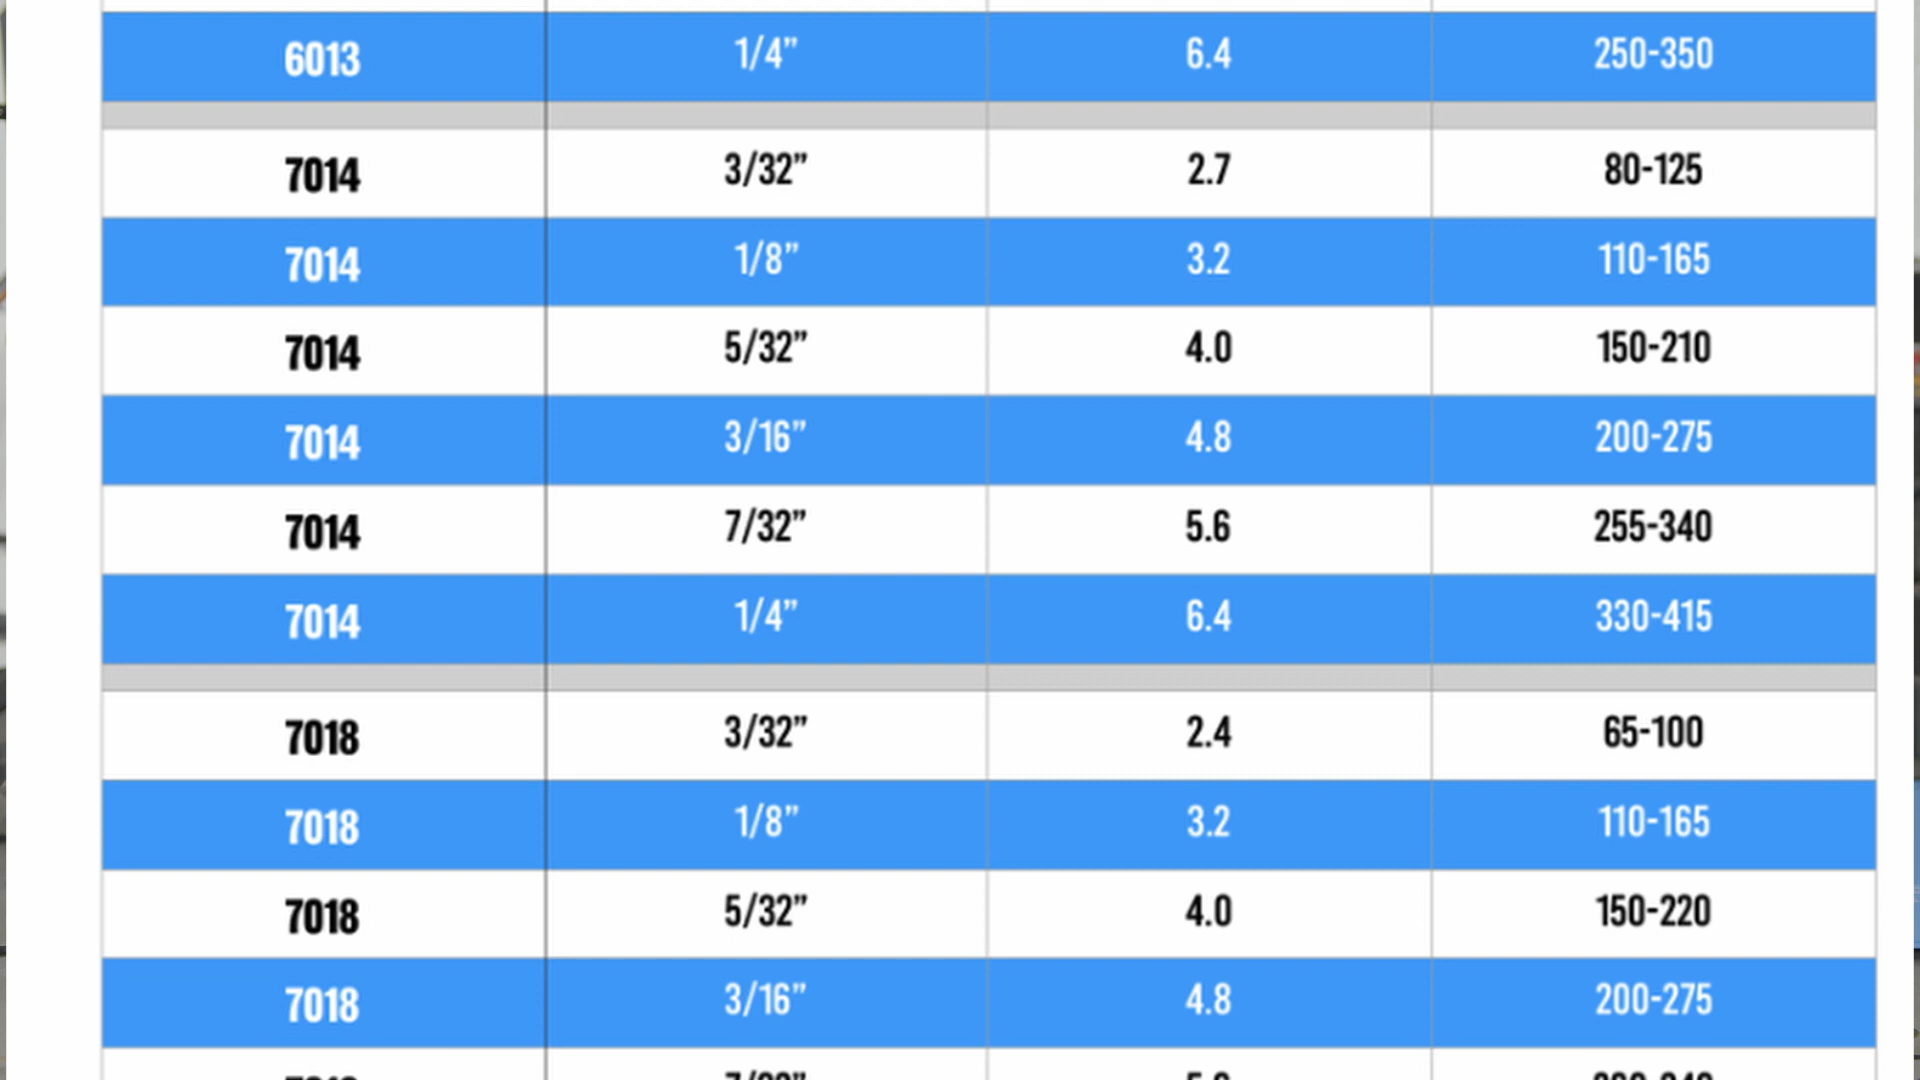 6013 1/4” 6.4 250-350
7014 3/32” 2.7 80-125
7014 1/8” 3.2 110-165
7014 5/32” 4.0 150-210
7014 3/16” 4.8 200-275
7014 7/32” 5.6 255-340
7014 1/4” 6.4 330-415
7018 3/32” 2.4 65-100
7018 1/8” 3.2 110-165
7018 5/32” 4.0 150-220
7018 3/16” 4.8 200-275